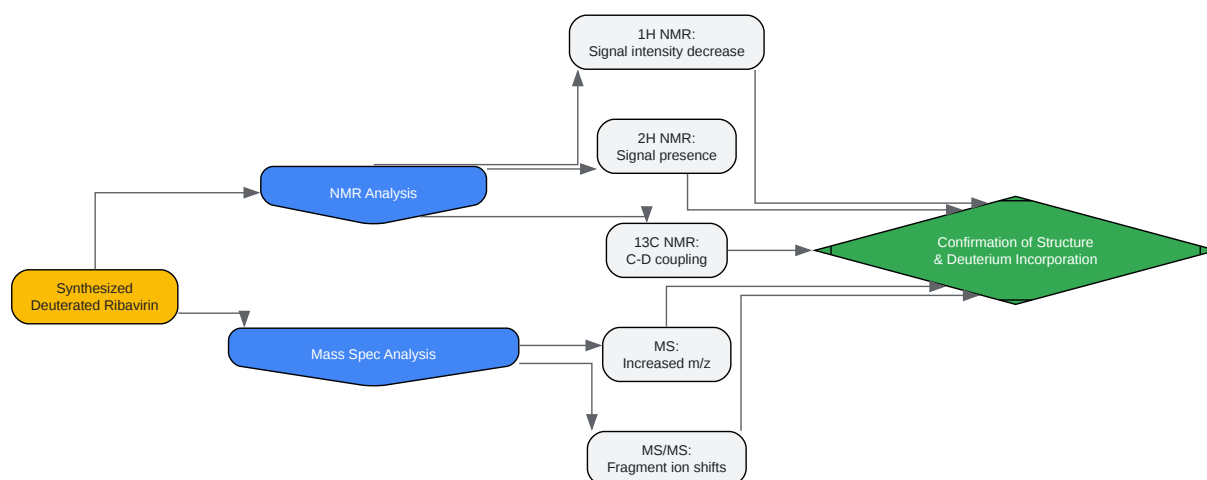 Synthesized
Deuterated Ribavirin
NMR Analysis
Mass Spec Analysis
1H NMR:
Signal intensity decrease
2H NMR:
Signal presence
13C NMR:
C-D coupling
MS:
Increased m/z
MS/MS:
Fragment ion shifts
Confirmation of Structure
& Deuterium Incorporation